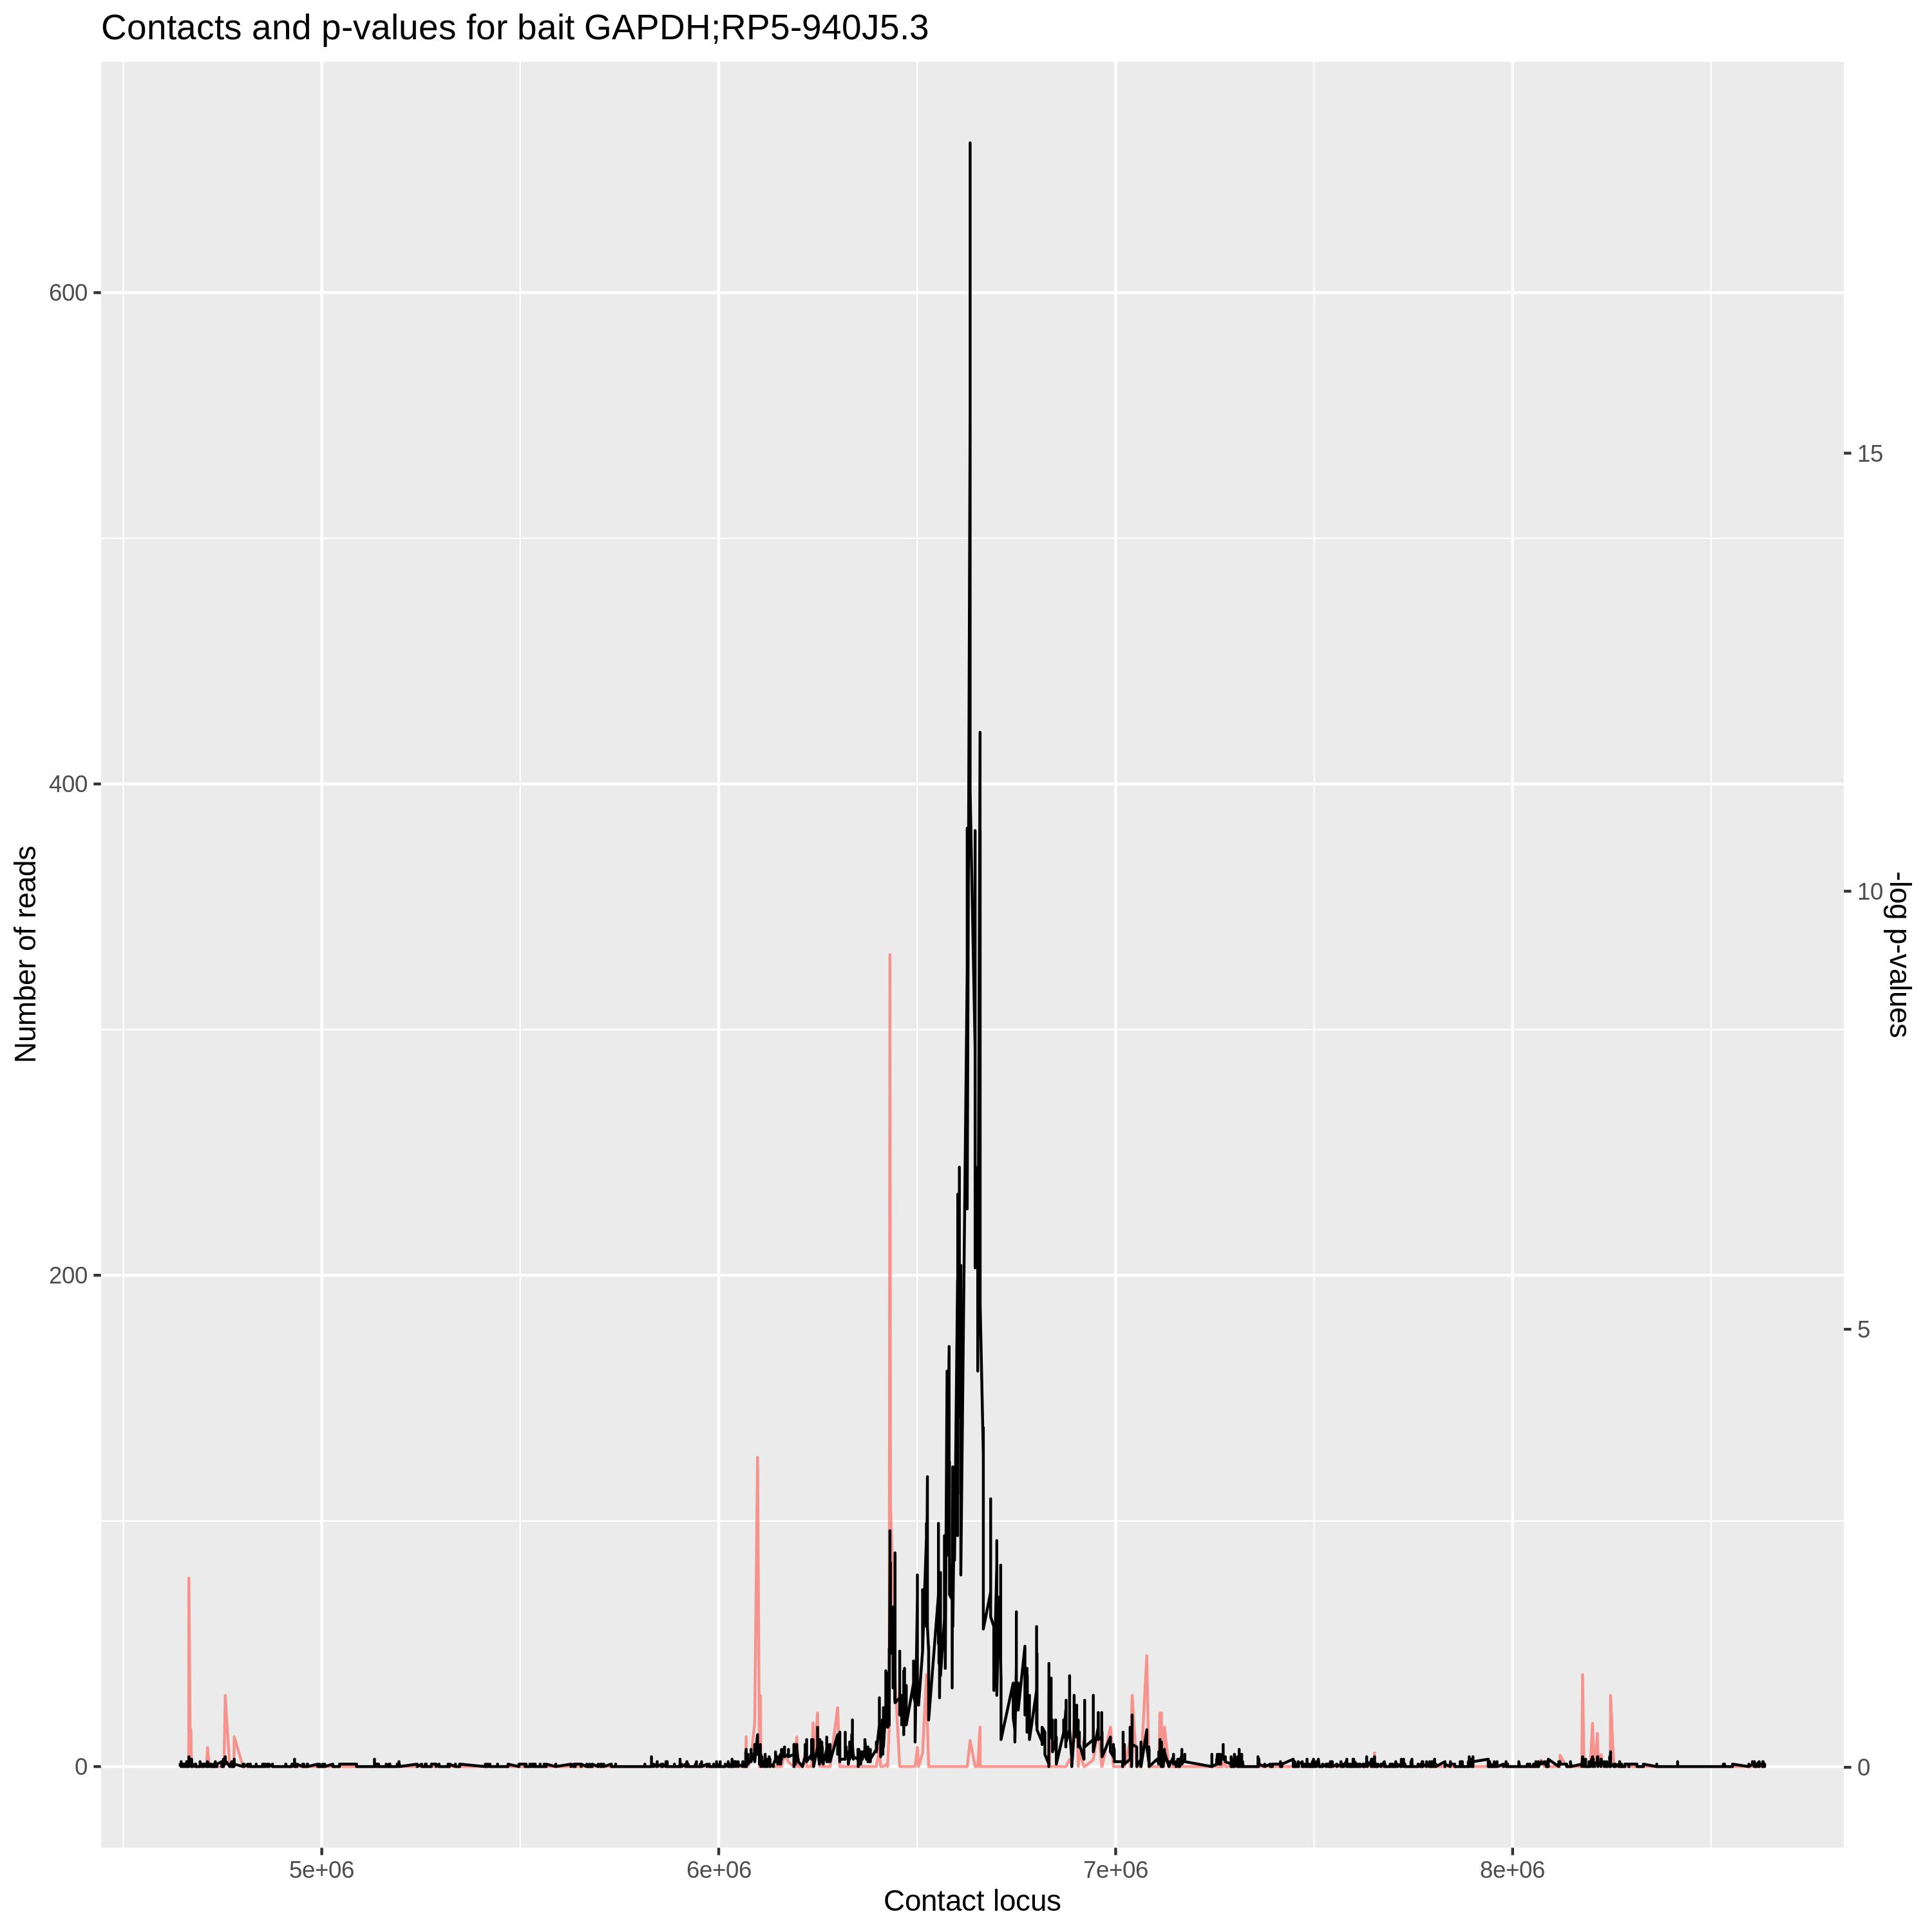 Contacts and p-values for bait GAPDH;RP5-940J5.3
600
400
200
0
Number of reads
15
10
5
0
-log p-values
5e+06
6e+06
7e+06
8e+06
Contact locus